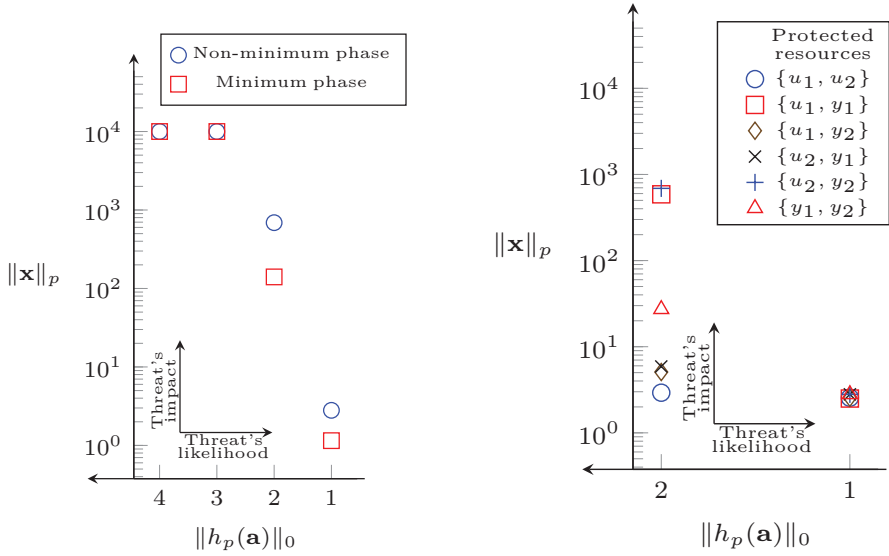 Non-minimum phase
Minimum phase
10^4
10^3
10^2
10^1
10^0
‖x‖_p
Threat's
impact
Threat's
likelihood
4 3 2 1
‖h_p(a)‖_0
Protected
resources
{u_1, u_2}
{u_1, y_1}
{u_1, y_2}
{u_2, y_1}
{u_2, y_2}
{y_1, y_2}
10^4
10^3
10^2
10^1
10^0
‖x‖_p
Threat's
impact
Threat's
likelihood
2 1
‖h_p(a)‖_0